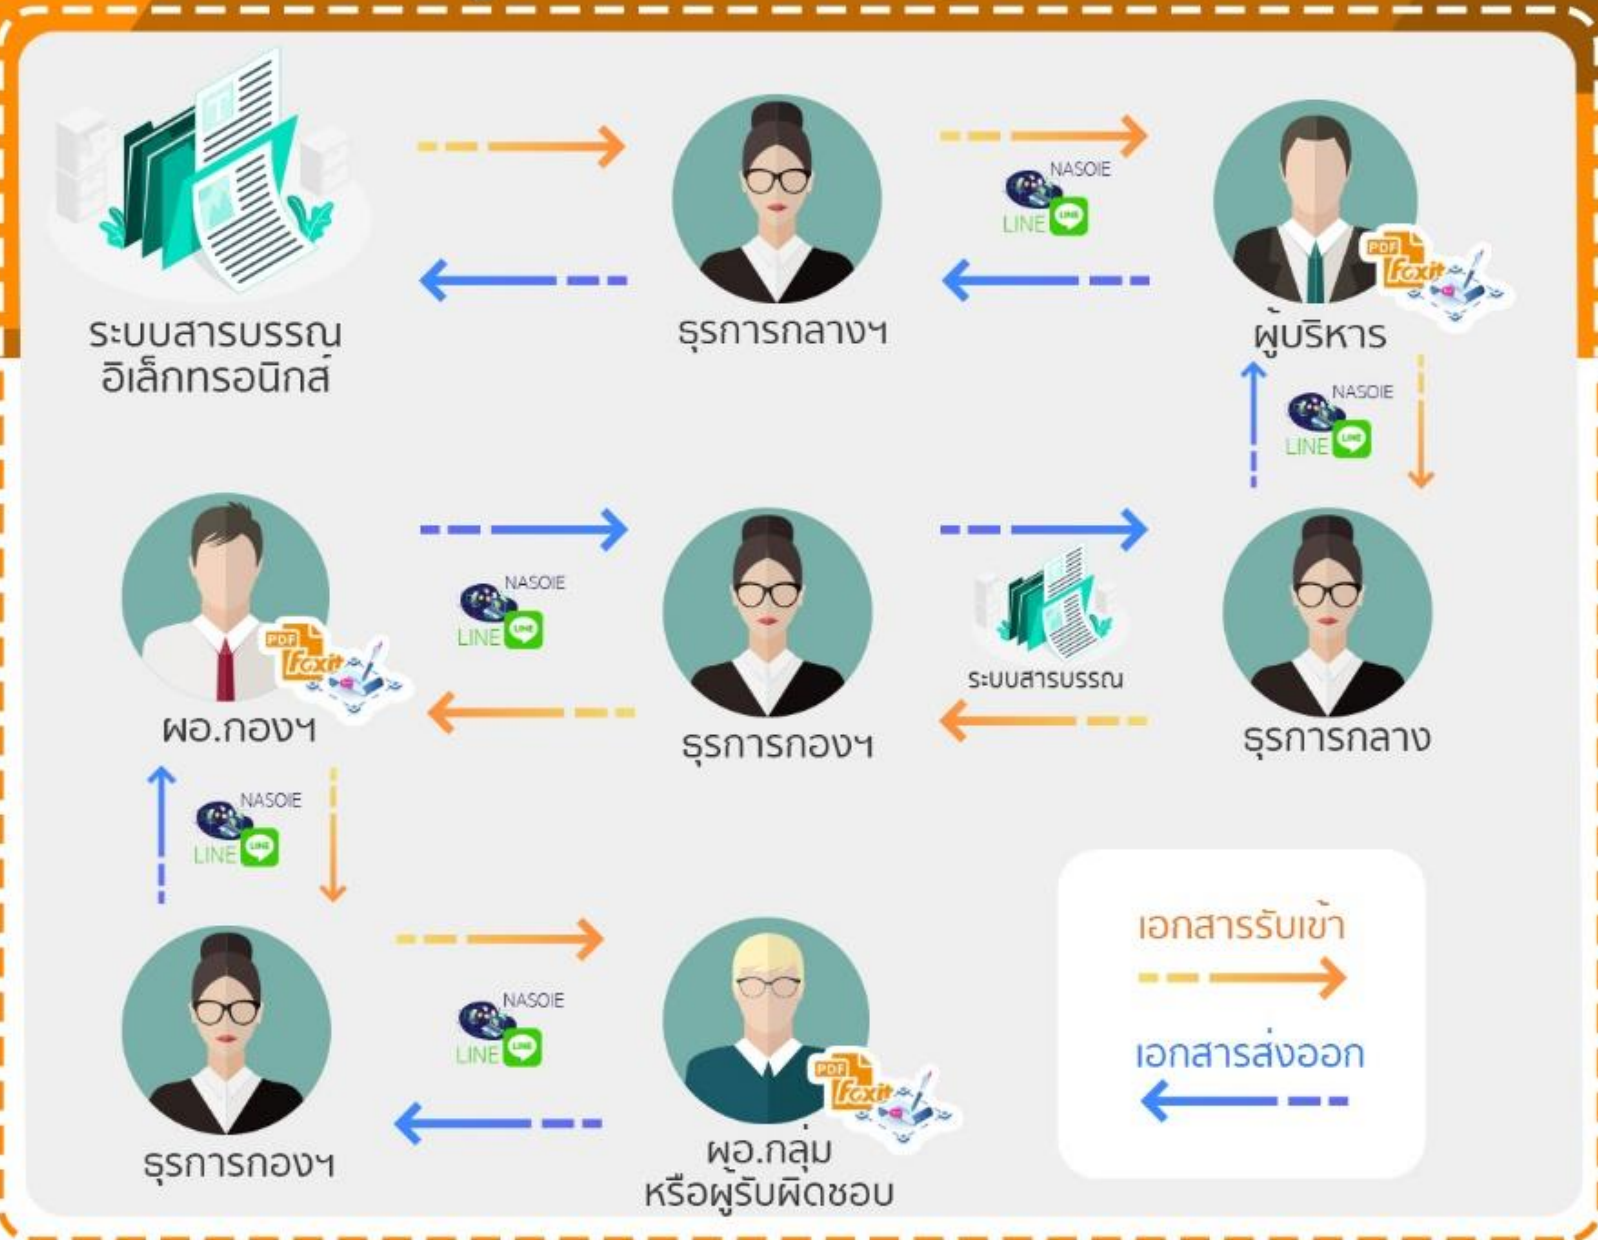 ระบบสารบรรณ
อิเล็กทรอนิกส์
ธุรการกลางฯ
NASOIE
LINE
LINE
PDF
foxit
ผู้บริหาร
NASOIE
LINE
LINE
ผอ.กองฯ
PDF
foxit
NASOIE
LINE
LINE
ธุรการกองฯ
ระบบสารบรรณ
ธุรการกลาง
NASOIE
LINE
LINE
ธุรการกองฯ
NASOIE
LINE
LINE
PDF
foxit
ผอ.กลุ่ม
หรือผู้รับผิดชอบ
เอกสารรับเข้า
เอกสารส่งออก